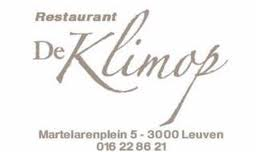 Restaurant
De Klimop
Martelarenplein 5 - 3000 Leuven
016 22 86 21